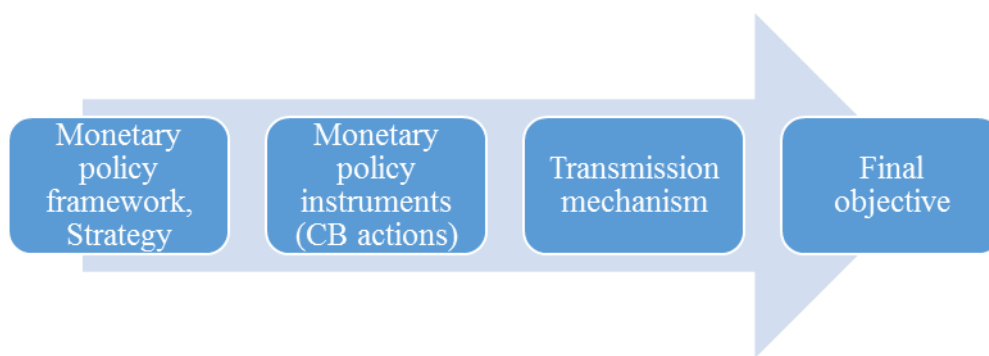 Monetary
policy
framework,
Strategy
Monetary
policy
instruments
(CB actions)
Transmission
mechanism
Final
objective